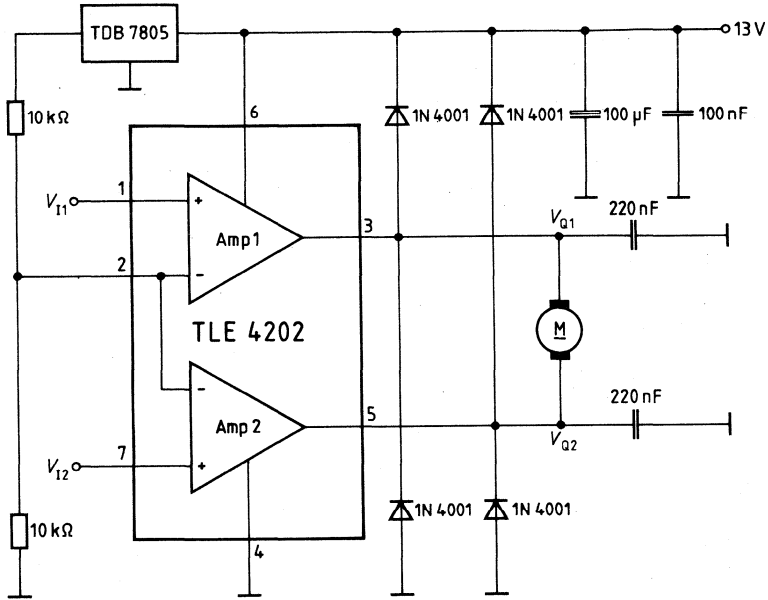 TDB 7805
13 V
10 kΩ
6
1N 4001
1N 4001
100 µF
100 nF
1
V_I1
+
Amp 1
3
V_Q1
220 nF
2
−
TLE 4202
M
−
Amp 2
5
220 nF
V_Q2
7
V_I2
+
10 kΩ
1N 4001
1N 4001
4